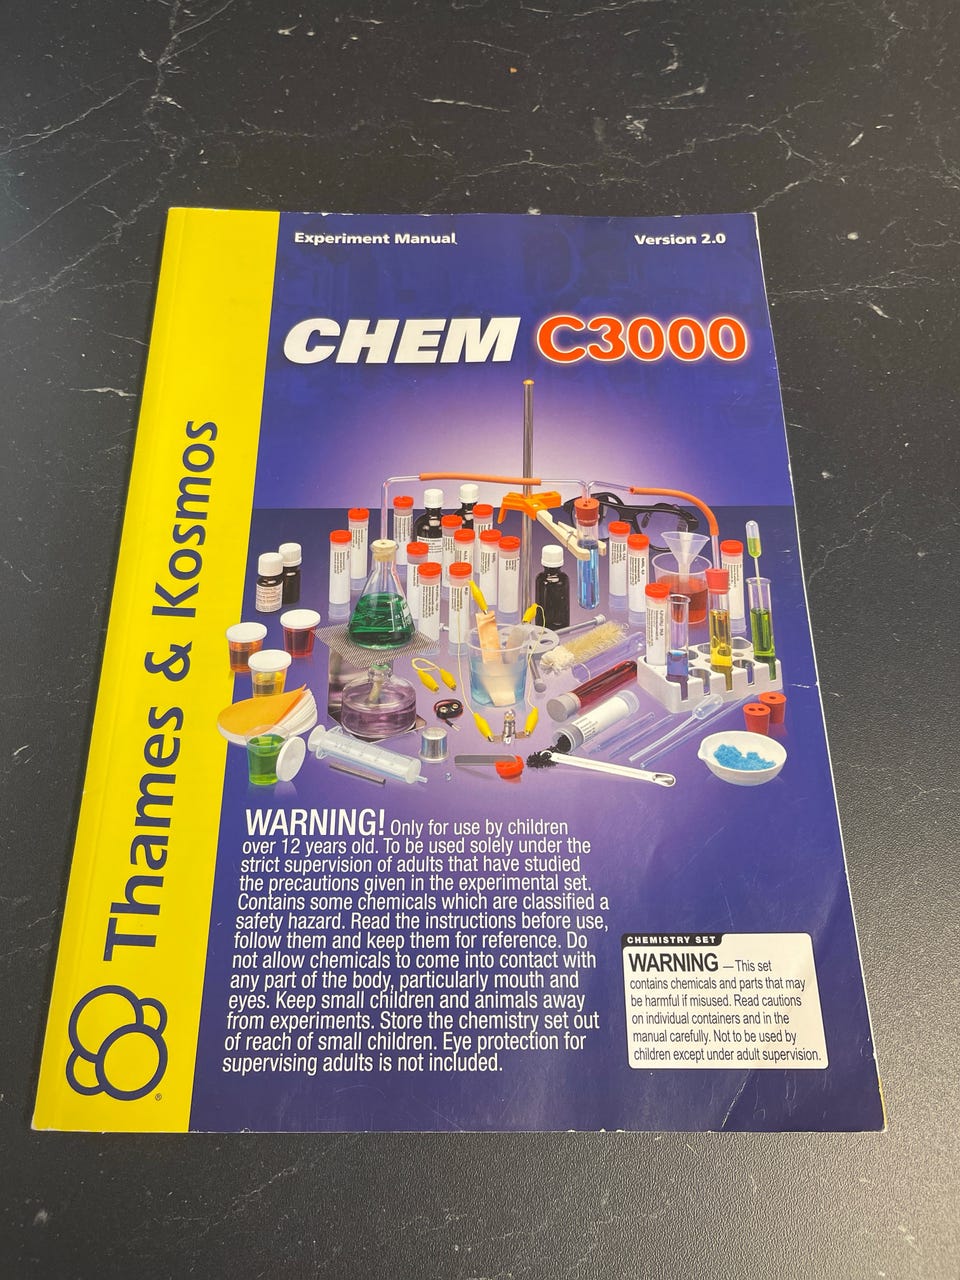 Experiment Manual
Version 2.0
CHEM C3000
Thames & Kosmos
®
WARNING! Only for use by children
over 12 years old. To be used solely under the
strict supervision of adults that have studied
the precautions given in the experimental set.
Contains some chemicals which are classified a
safety hazard. Read the instructions before use,
follow them and keep them for reference. Do
not allow chemicals to come into contact with
any part of the body, particularly mouth and
eyes. Keep small children and animals away
from experiments. Store the chemistry set out
of reach of small children. Eye protection for
supervising adults is not included.
CHEMISTRY SET
WARNING — This set
contains chemicals and parts that may
be harmful if misused. Read cautions
on individual containers and in the
manual carefully. Not to be used by
children except under adult supervision.